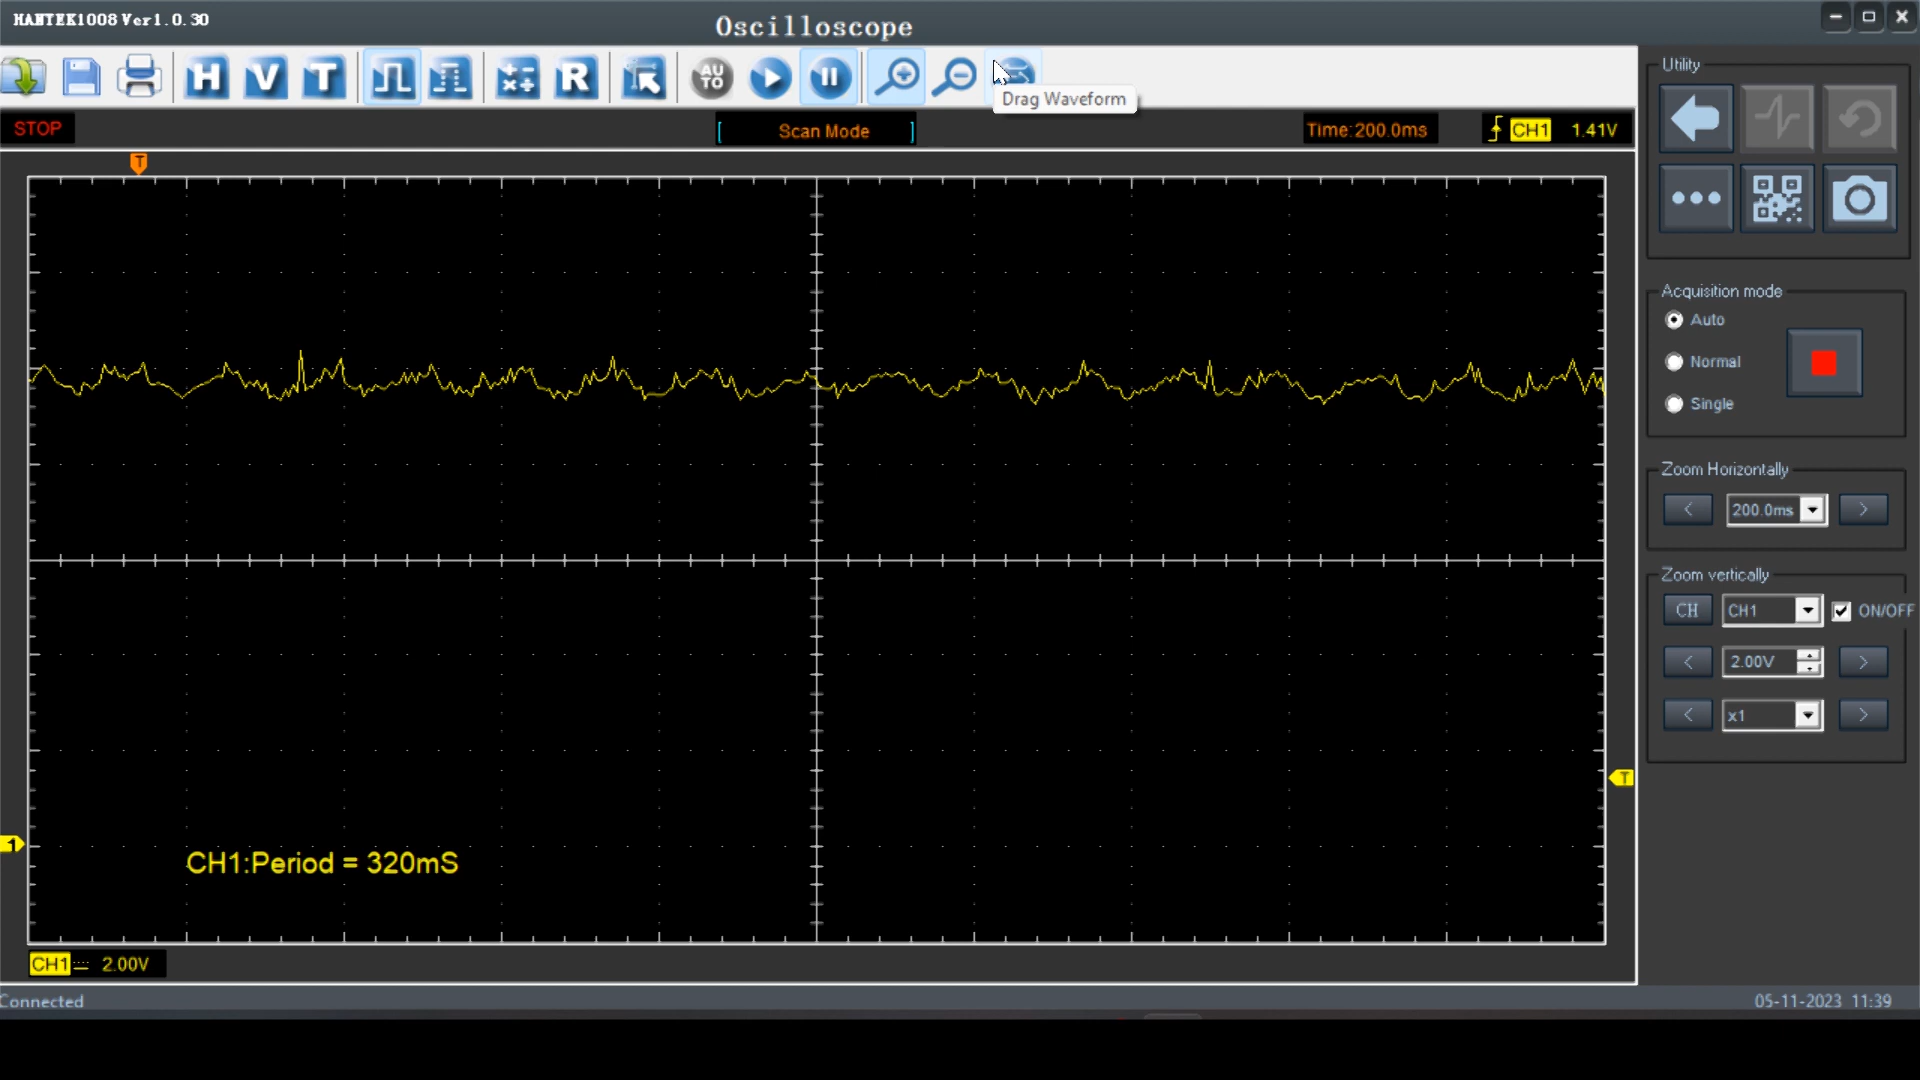 HANTEK1008 Ver1.0.30
Oscilloscope
H V T R AUTO
Drag Waveform
STOP
[ Scan Mode ]
Time:200.0ms
CH1 1.41V
T
T
1
CH1:Period = 320mS
CH1 2.00V
Connected
05-11-2023 11:39
Utility
Acquisition mode
Auto
Normal
Single
Zoom Horizontally
< 200.0ms >
Zoom vertically
CH CH1 ON/OFF
< 2.00V >
< x1 >